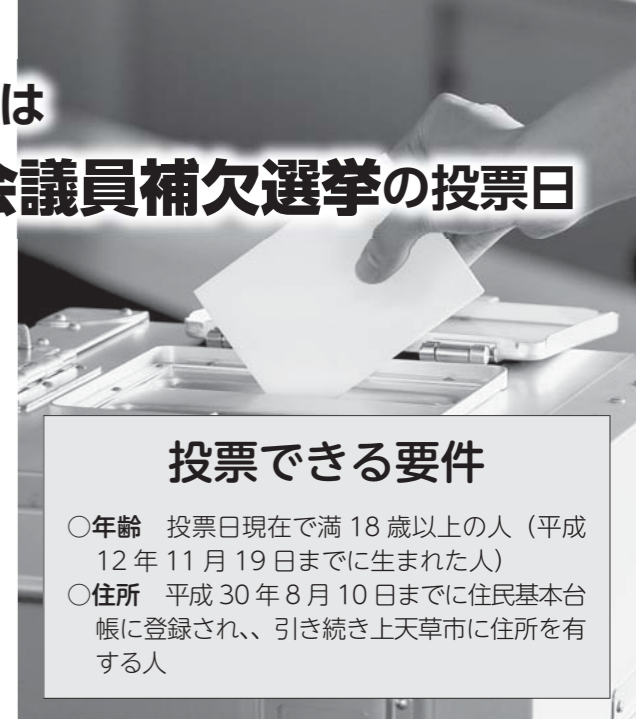 は
会議員補欠選挙の投票日
投票できる要件
○年齢　投票日現在で満 18 歳以上の人（平成
12 年 11 月 19 日までに生まれた人）
○住所　平成 30 年 8 月 10 日までに住民基本台
帳に登録され、、引き続き上天草市に住所を有
する人